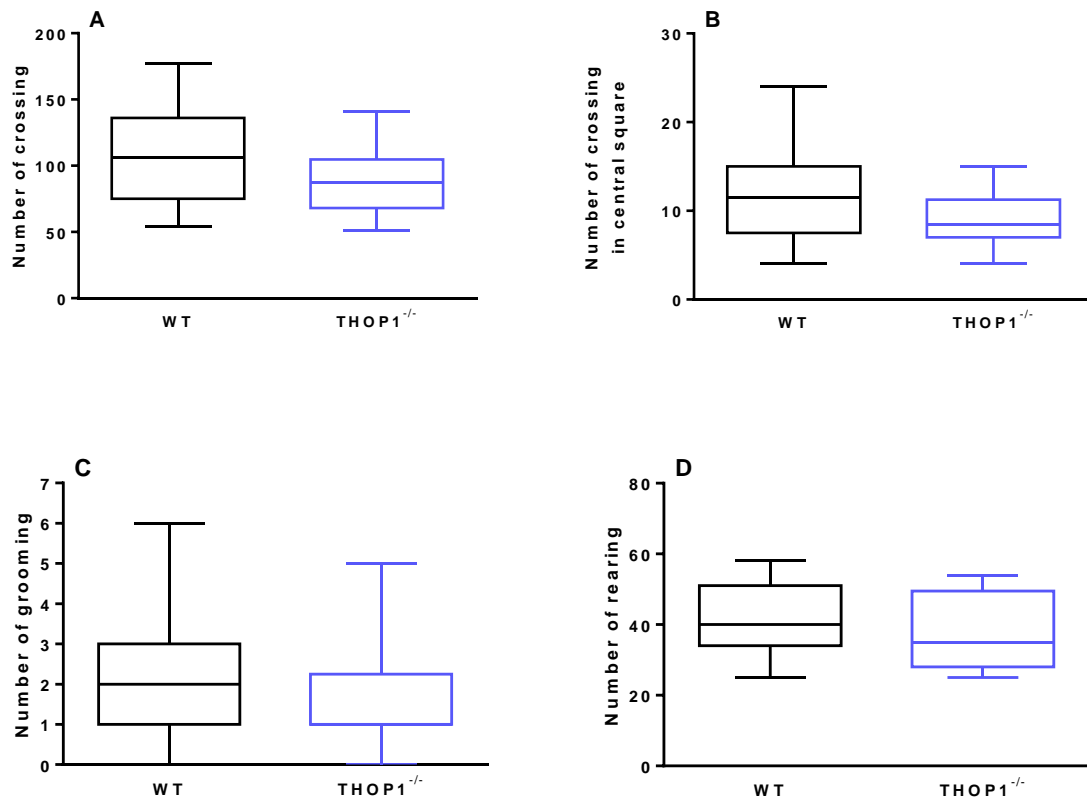 A
Number of crossing
200
150
100
50
0
WT
THOP1-/-
B
Number of crossing
in central square
30
20
10
0
WT
THOP1-/-
C
Number of grooming
7
6
5
4
3
2
1
0
WT
THOP1-/-
D
Number of rearing
80
60
40
20
0
WT
THOP1-/-